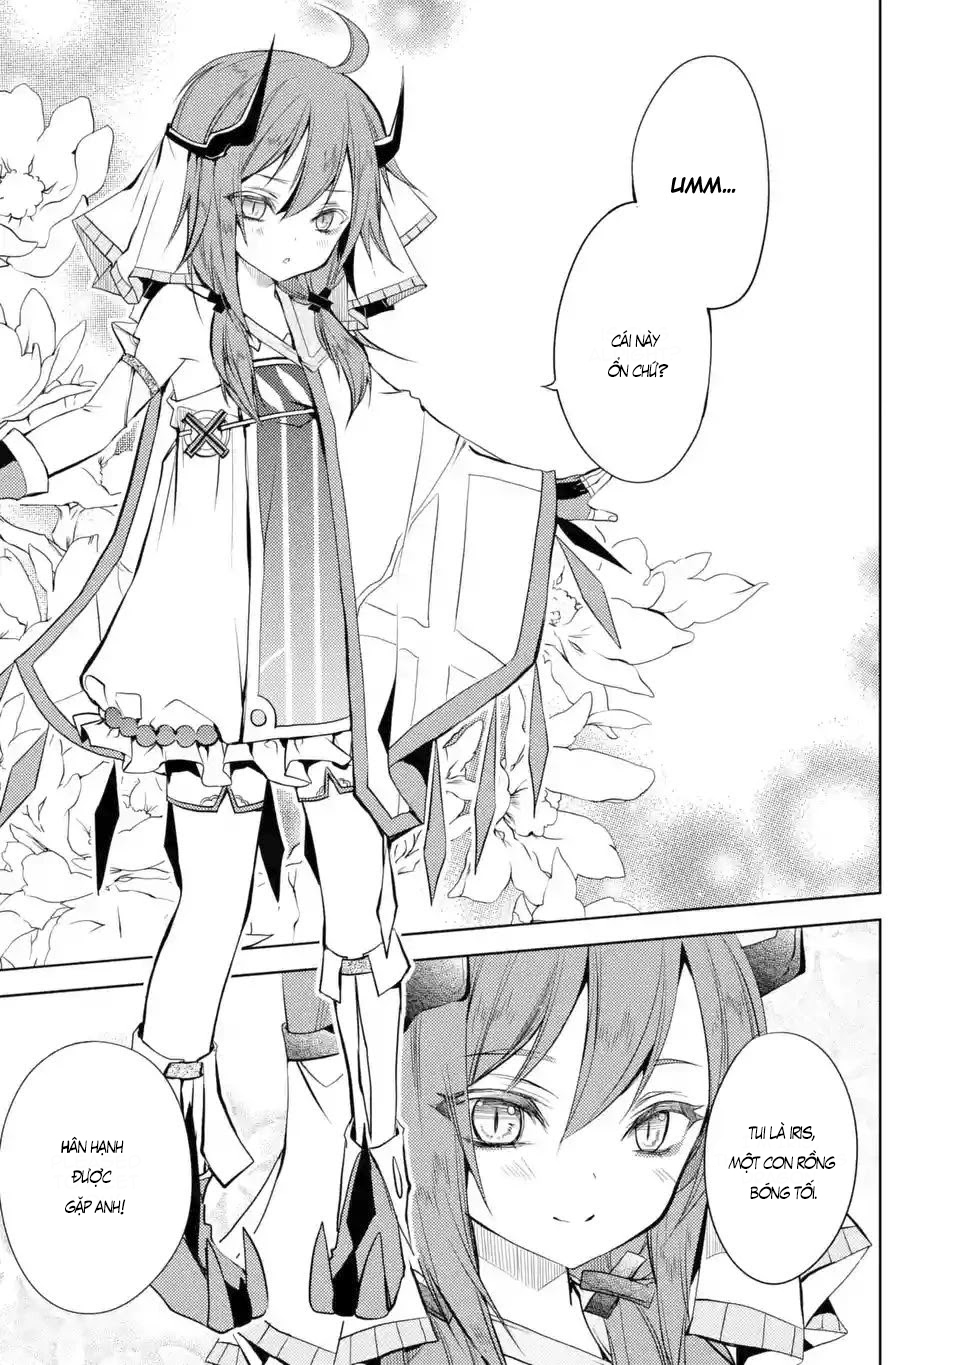 UMM...
CÁI NÀY
ỔN CHỨ?
TUI LÀ IRIS,
MỘT CON RỒNG
BÓNG TỐI.
HÂN HẠNH
ĐƯỢC
GẶP ANH!